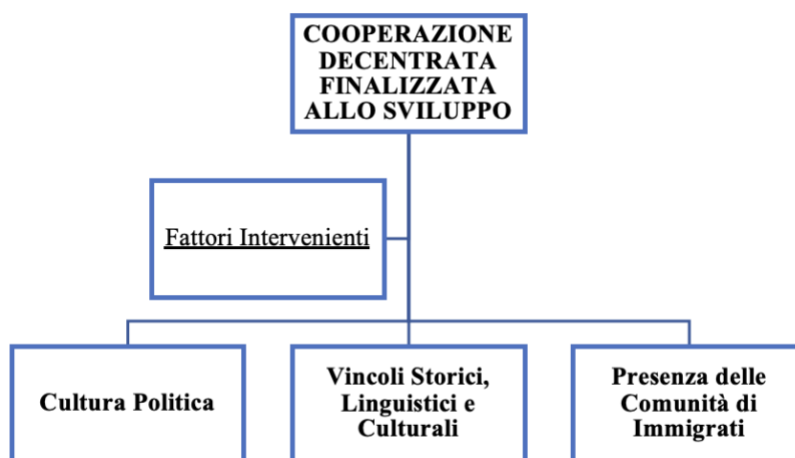 COOPERAZIONE
DECENTRATA
FINALIZZATA
ALLO SVILUPPO
Fattori Intervenienti
Cultura Politica
Vincoli Storici,
Linguistici e
Culturali
Presenza delle
Comunità di
Immigrati